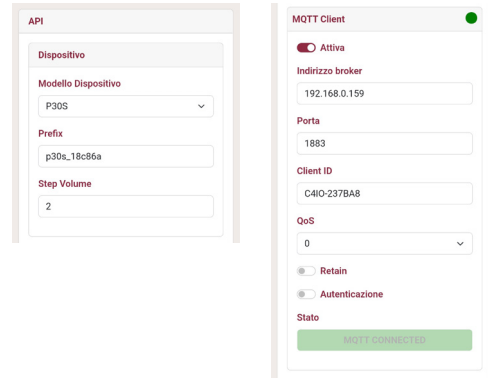 API
Dispositivo
Modello Dispositivo
P30S
Prefix
p30s_18c86a
Step Volume
2
MQTT Client
Attiva
Indirizzo broker
192.168.0.159
Porta
1883
Client ID
C4IO-237BA8
QoS
0
Retain
Autenticazione
Stato
MQTT CONNECTED